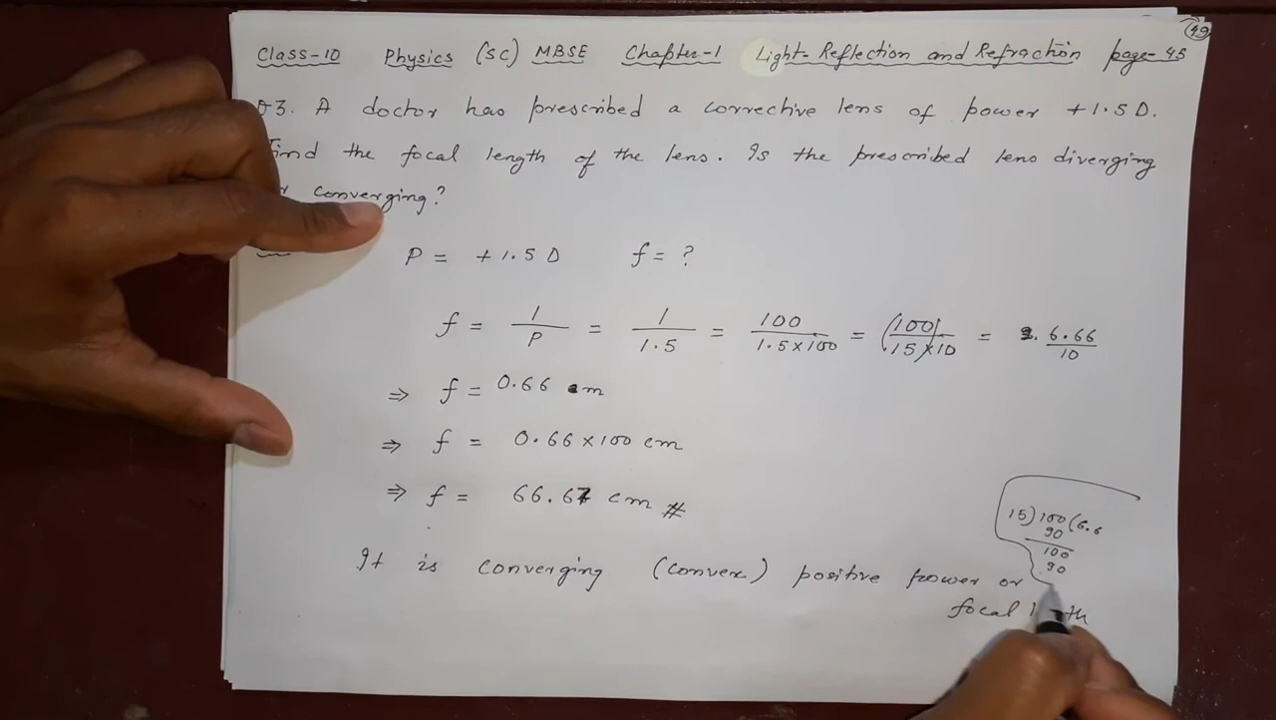 49
Class-10 Physics (SC) MBSE Chapter-1 Light-Reflection and Refraction page-45
Q3. A doctor has prescribed a corrective lens of power +1.5D.
Find the focal length of the lens. Is the prescribed lens diverging
converging?
P = +1.5 D f = ?
f = 1/P = 1/1.5 = 100/1.5×100 = 100/15×10 = 6.66/10
⇒ f = 0.66 m
⇒ f = 0.66 × 100 cm
⇒ f = 66.67 cm #
15)100(6.6
90
100
90
It is converging (convex) positive power or
focal